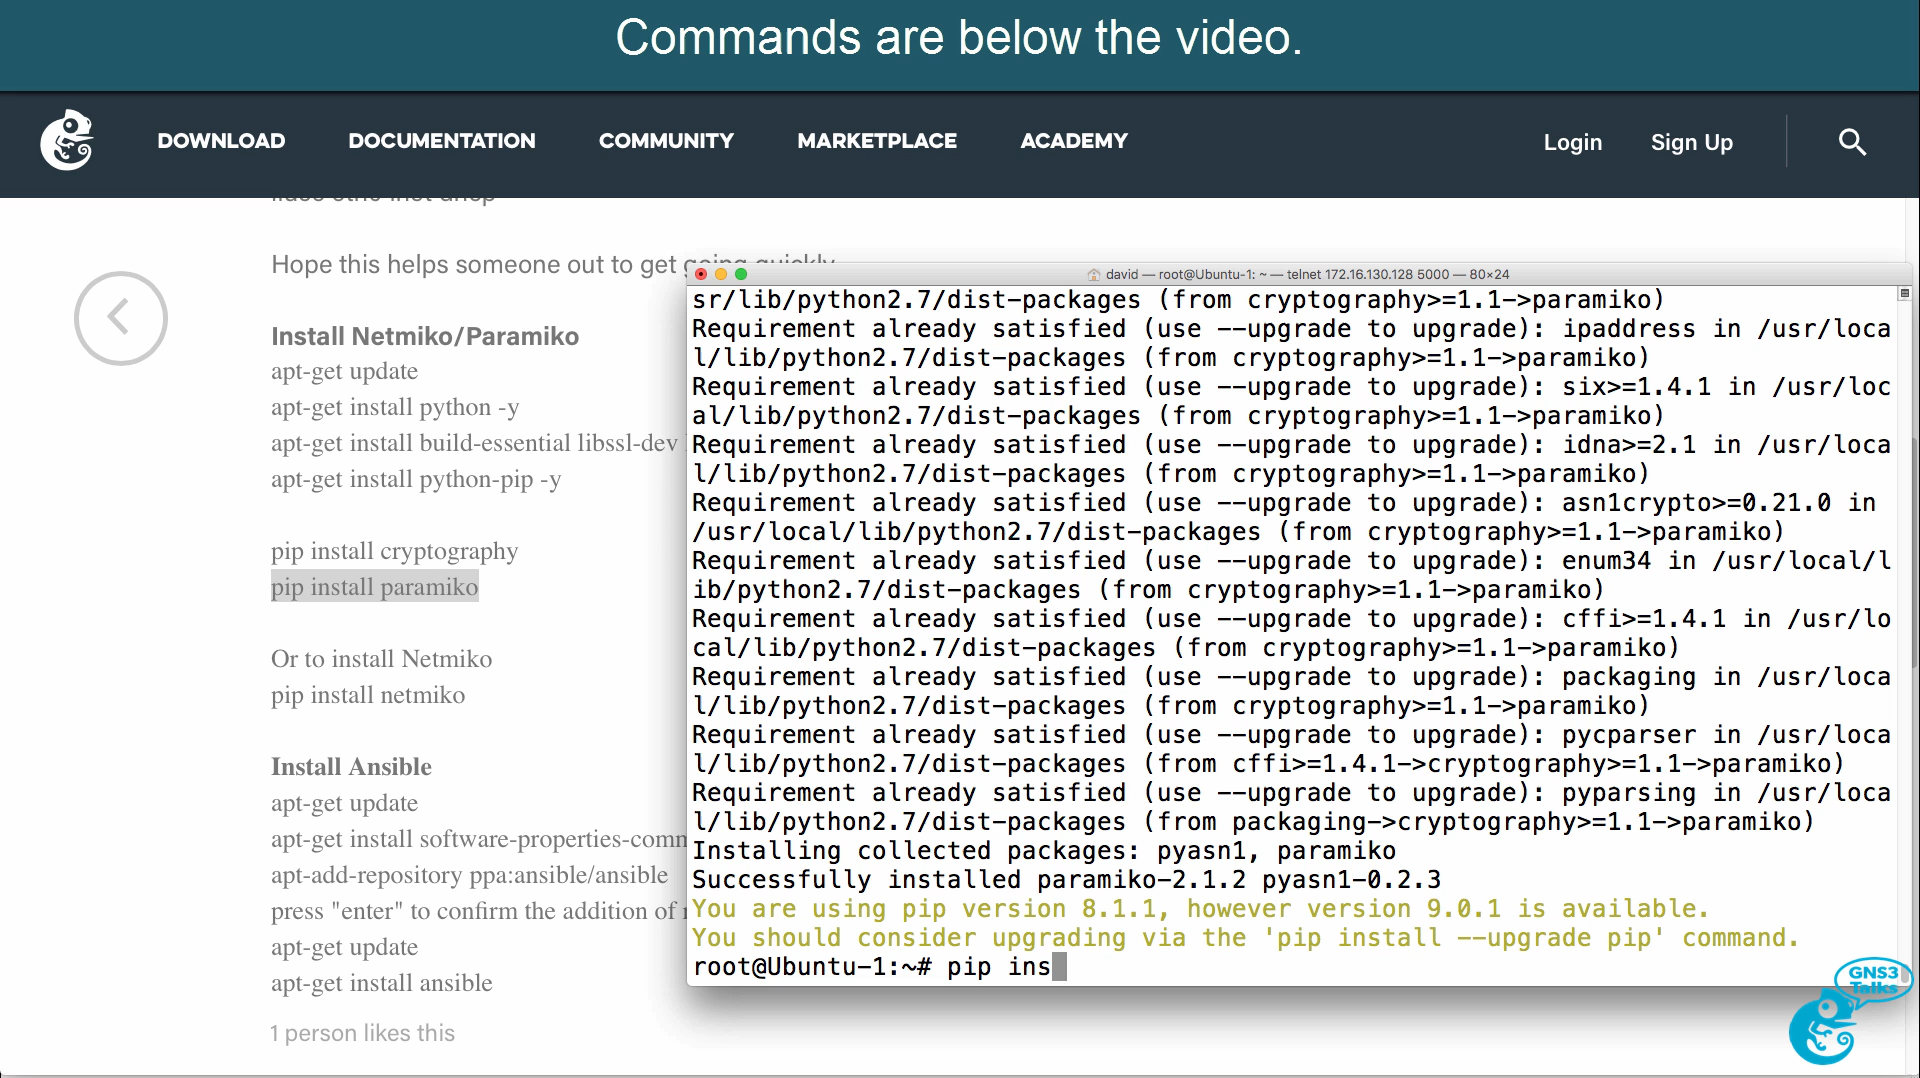 Commands are below the video.
DOWNLOAD DOCUMENTATION COMMUNITY MARKETPLACE ACADEMY Login Sign Up
Hope this helps someone out to get going quickly
Install Netmiko/Paramiko
apt-get update
apt-get install python -y
apt-get install build-essential libssl-dev
apt-get install python-pip -y
pip install cryptography
pip install paramiko
Or to install Netmiko
pip install netmiko
Install Ansible
apt-get update
apt-get install software-properties-comm
apt-add-repository ppa:ansible/ansible
press "enter" to confirm the addition of
apt-get update
apt-get install ansible
1 person likes this
david — root@Ubuntu-1: ~ — telnet 172.16.130.128 5000 — 80×24
sr/lib/python2.7/dist-packages (from cryptography>=1.1->paramiko)
Requirement already satisfied (use --upgrade to upgrade): ipaddress in /usr/loca
l/lib/python2.7/dist-packages (from cryptography>=1.1->paramiko)
Requirement already satisfied (use --upgrade to upgrade): six>=1.4.1 in /usr/loc
al/lib/python2.7/dist-packages (from cryptography>=1.1->paramiko)
Requirement already satisfied (use --upgrade to upgrade): idna>=2.1 in /usr/loca
l/lib/python2.7/dist-packages (from cryptography>=1.1->paramiko)
Requirement already satisfied (use --upgrade to upgrade): asn1crypto>=0.21.0 in
/usr/local/lib/python2.7/dist-packages (from cryptography>=1.1->paramiko)
Requirement already satisfied (use --upgrade to upgrade): enum34 in /usr/local/l
ib/python2.7/dist-packages (from cryptography>=1.1->paramiko)
Requirement already satisfied (use --upgrade to upgrade): cffi>=1.4.1 in /usr/lo
cal/lib/python2.7/dist-packages (from cryptography>=1.1->paramiko)
Requirement already satisfied (use --upgrade to upgrade): packaging in /usr/loca
l/lib/python2.7/dist-packages (from cryptography>=1.1->paramiko)
Requirement already satisfied (use --upgrade to upgrade): pycparser in /usr/loca
l/lib/python2.7/dist-packages (from cffi>=1.4.1->cryptography>=1.1->paramiko)
Requirement already satisfied (use --upgrade to upgrade): pyparsing in /usr/loca
l/lib/python2.7/dist-packages (from packaging->cryptography>=1.1->paramiko)
Installing collected packages: pyasn1, paramiko
Successfully installed paramiko-2.1.2 pyasn1-0.2.3
You are using pip version 8.1.1, however version 9.0.1 is available.
You should consider upgrading via the 'pip install --upgrade pip' command.
root@Ubuntu-1:~# pip ins
GNS3
Talks